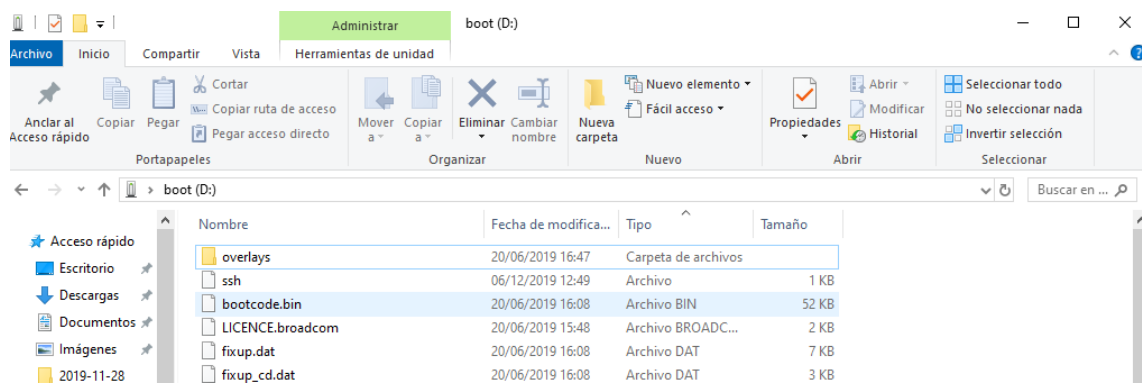 Administrar
boot (D:)
Archivo
Inicio
Compartir
Vista
Herramientas de unidad
Anclar al
Acceso rápido
Copiar
Pegar
Cortar
Copiar ruta de acceso
Pegar acceso directo
Portapapeles
Mover
a
Copiar
a
Eliminar
Cambiar
nombre
Organizar
Nueva
carpeta
Nuevo elemento
Fácil acceso
Nuevo
Propiedades
Abrir
Modificar
Historial
Abrir
Seleccionar todo
No seleccionar nada
Invertir selección
Seleccionar
boot (D:)
Buscar en ...
Acceso rápido
Escritorio
Descargas
Documentos
Imágenes
2019-11-28
Nombre Fecha de modifica... Tipo Tamaño
overlays 20/06/2019 16:47 Carpeta de archivos
ssh 06/12/2019 12:49 Archivo 1 KB
bootcode.bin 20/06/2019 16:08 Archivo BIN 52 KB
LICENCE.broadcom 20/06/2019 15:48 Archivo BROADC... 2 KB
fixup.dat 20/06/2019 16:08 Archivo DAT 7 KB
fixup_cd.dat 20/06/2019 16:08 Archivo DAT 3 KB